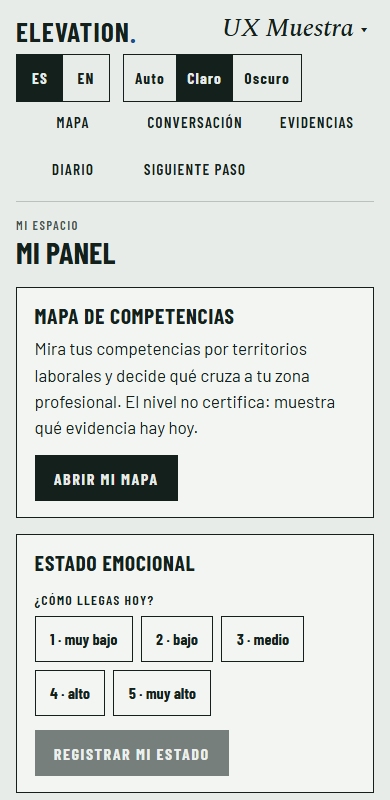 ELEVATION.
UX Muestra
ES EN
Auto Claro Oscuro
MAPA CONVERSACIÓN EVIDENCIAS
DIARIO SIGUIENTE PASO
MI ESPACIO
MI PANEL
MAPA DE COMPETENCIAS
Mira tus competencias por territorios
laborales y decide qué cruza a tu zona
profesional. El nivel no certifica: muestra
qué evidencia hay hoy.
ABRIR MI MAPA
ESTADO EMOCIONAL
¿CÓMO LLEGAS HOY?
1 · muy bajo 2 · bajo 3 · medio
4 · alto 5 · muy alto
REGISTRAR MI ESTADO